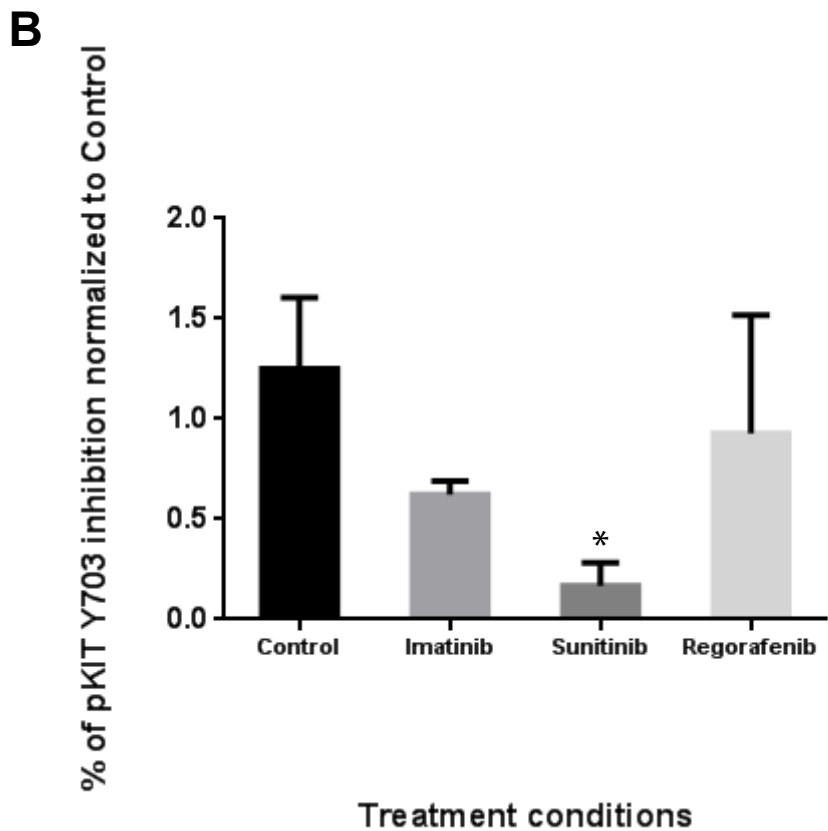 B
% of pKIT Y703 inhibition normalized to Control
2.0
1.5
1.0
0.5
0.0
*
Control Imatinib Sunitinib Regorafenib
Treatment conditions